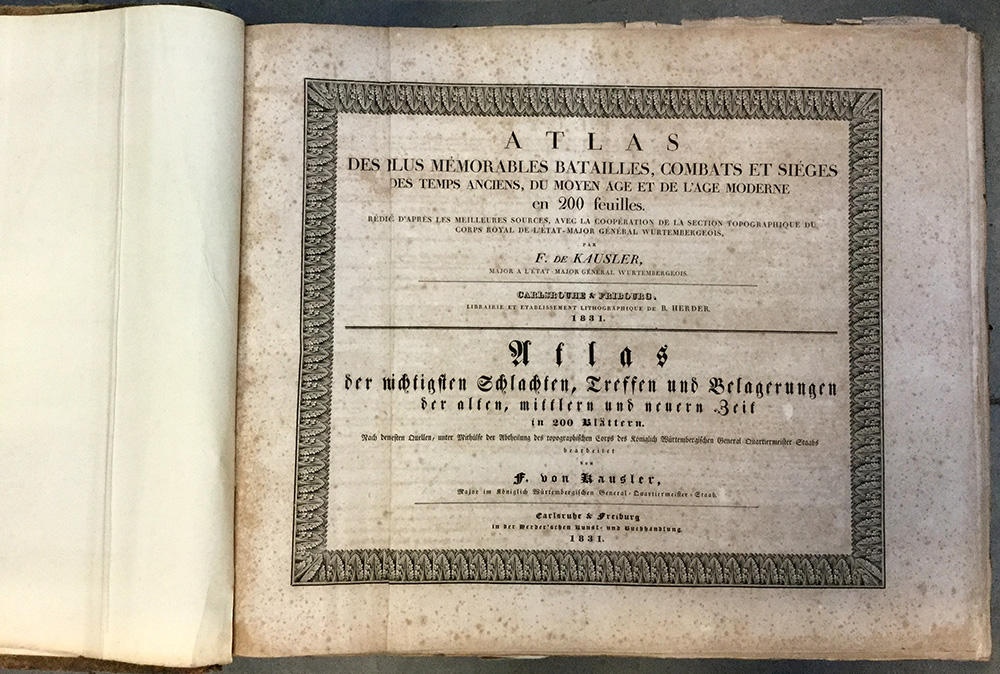 ATLAS
DES PLUS MÉMORABLES BATAILLES, COMBATS ET SIÉGES
DES TEMPS ANCIENS, DU MOYEN AGE ET DE L'AGE MODERNE
en 200 feuilles.
RÉDIG D'APRÈS LES MEILLEURES SOURCES, AVEC LA COOPÉRATION DE LA SECTION TOPOGRAPHIQUE DU
CORPS ROYAL DE L'ÉTAT-MAJOR GÉNÉRAL WURTEMBERGEOIS,
PAR
F. DE KAUSLER,
MAJOR A L'ÉTAT-MAJOR GÉNÉRAL WURTEMBERGEOIS.
CARLSROUHE & FRIBOURG.
LIBRAIRIE ET ETABLISSEMENT LITHOGRAPHIQUE DE B. HERDER.
1831.
Atlas
der wichtigsten Schlachten, Treffen und Belagerungen
der alten, mittlern und neuern Zeit
in 200 Blättern.
Nach den besten Quellen, unter Mithülfe der Abtheilung des topographischen Corps des Königlich Würtembergischen General-Quartiermeister-Staabs
bearbeitet
von
F. von Kausler,
Major im Königlich Würtembergischen General-Quartiermeister-Staab.
Carlsruhe & Freiburg
in der Herder'schen Kunst- und Buchhandlung.
1831.